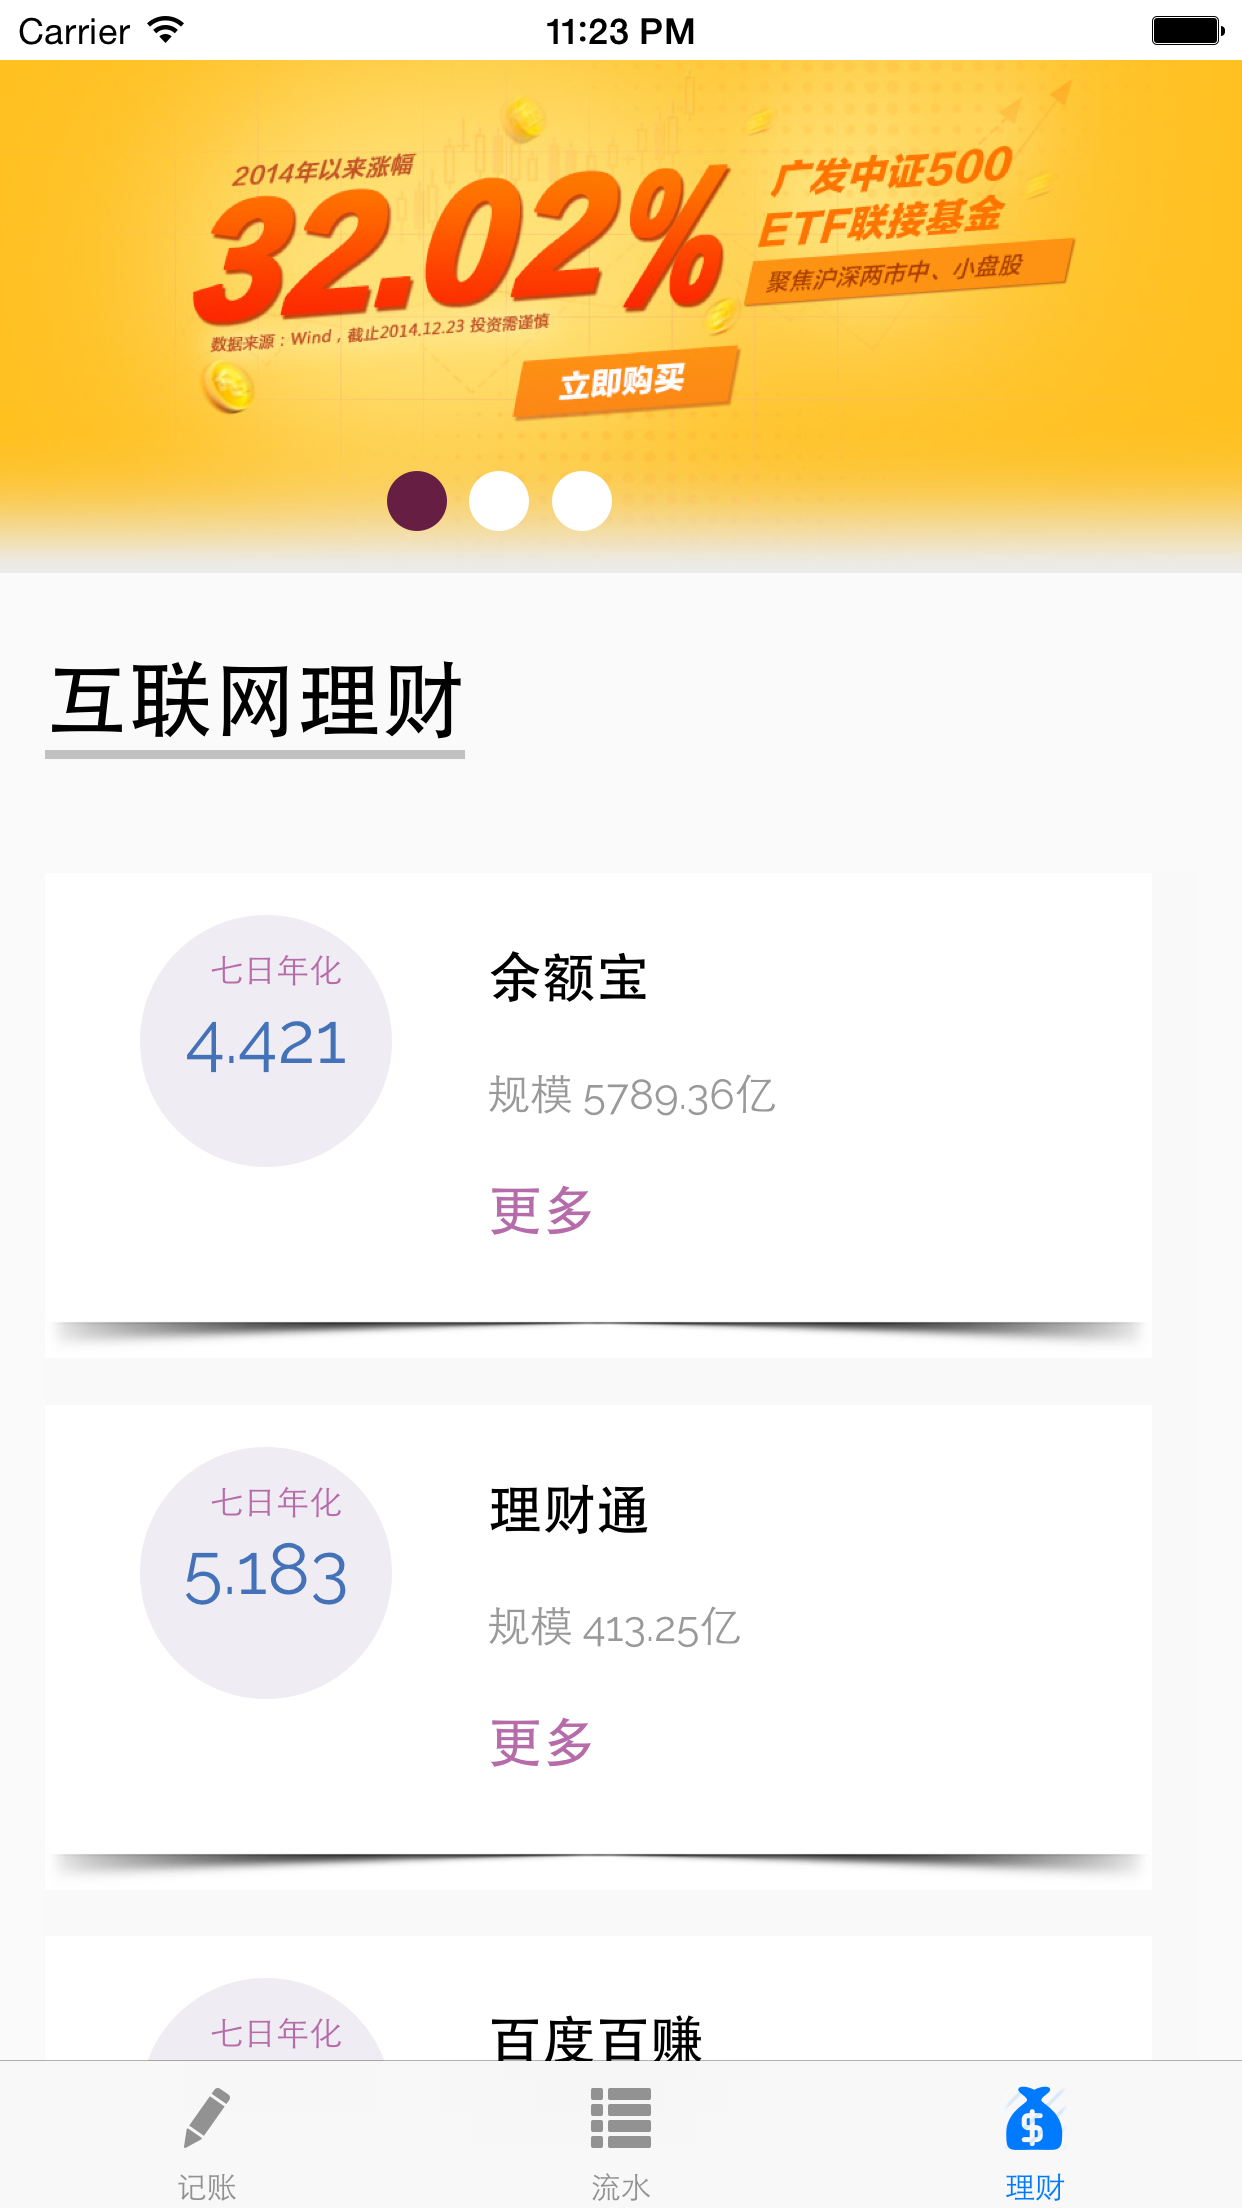 Carrier 11:23 PM
2014年以来涨幅
32.02%
数据来源：Wind，截止2014.12.23 投资需谨慎
广发中证500
ETF联接基金
聚焦沪深两市中、小盘股
立即购买
互联网理财
七日年化
4.421
余额宝
规模 5789.36亿
更多
七日年化
5.183
理财通
规模 413.25亿
更多
七日年化
百度百赚
记账
流水
理财